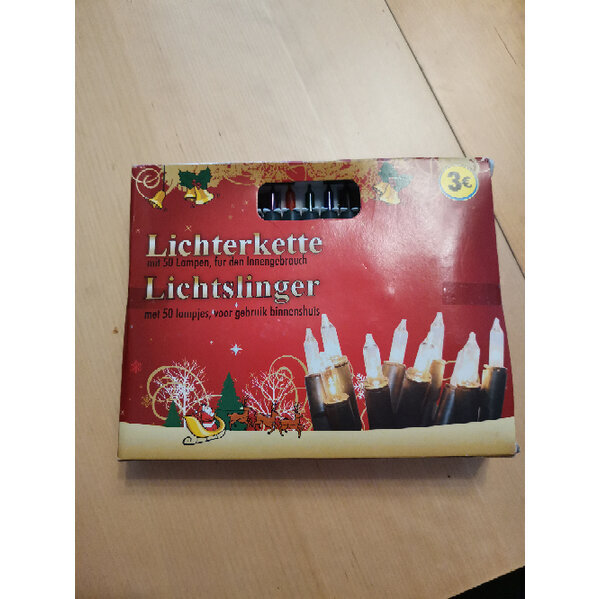 3€
Lichterkette
mit 50 Lampen, für den Innengebrauch
Lichtslinger
met 50 lampjes, voor gebruik binnenshuis